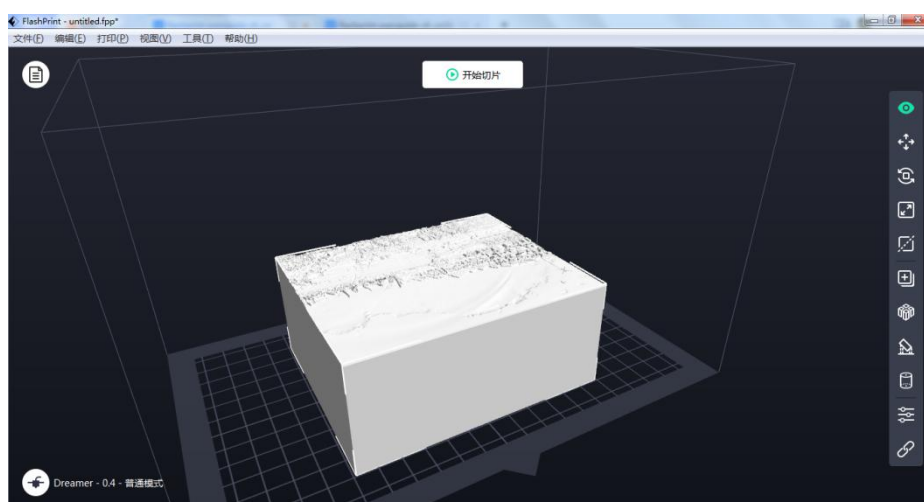 FlashPrint - untitled.fpp*
文件(F) 编辑(E) 打印(P) 视图(V) 工具(T) 帮助(H)
开始切片
Dreamer - 0.4 - 普通模式